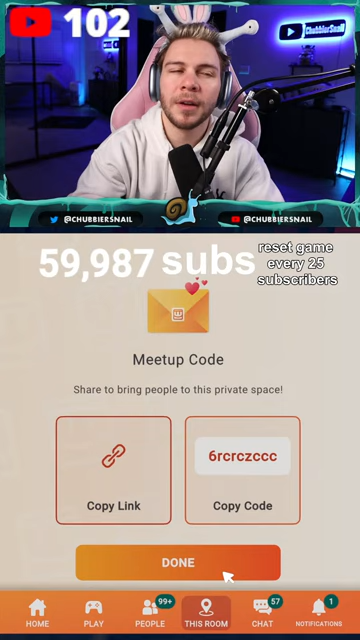 102
ChubbierSnail
@CHUBBIERSNAIL
@CHUBBIERSNAIL
59,987 subs
reset game
every 25
subscribers
Meetup Code
Share to bring people to this private space!
6rcrczccc
Copy Link
Copy Code
DONE
99+
57
1
HOME
PLAY
PEOPLE
THIS ROOM
CHAT
NOTIFICATIONS